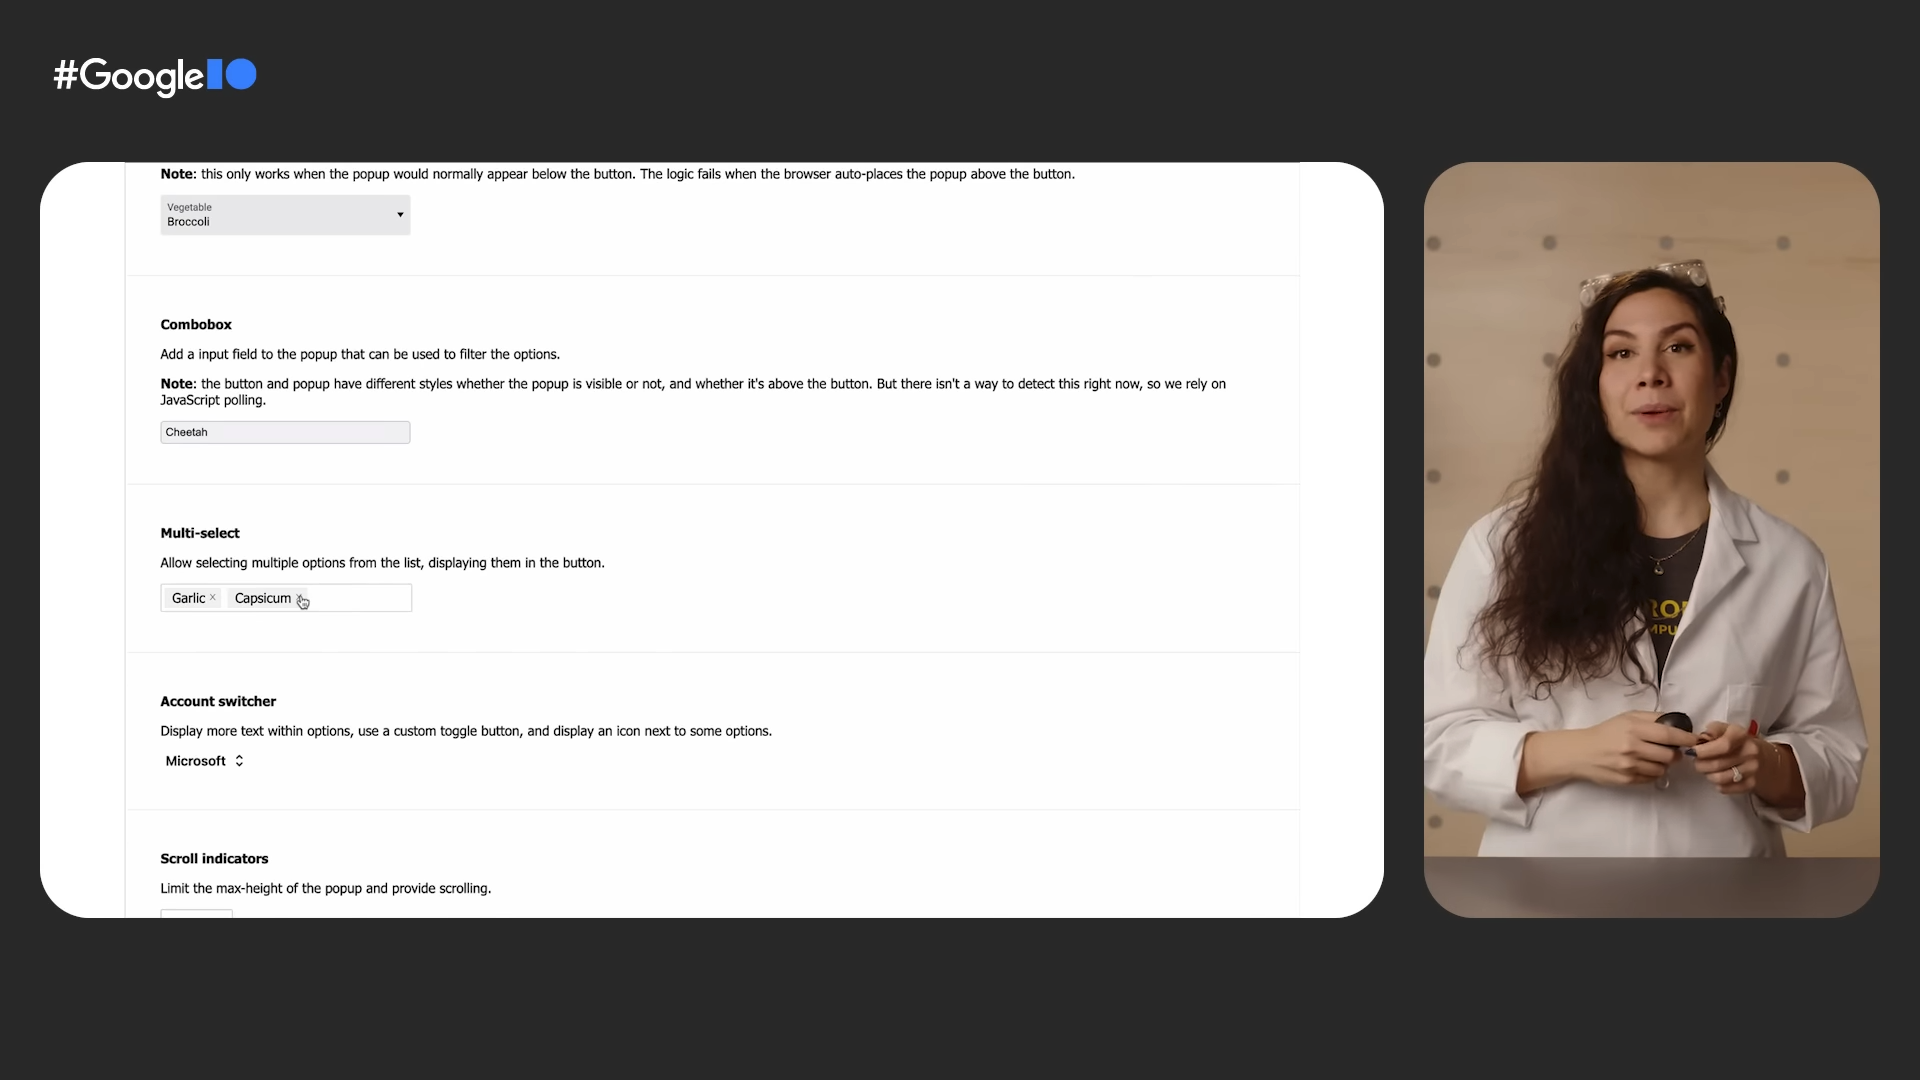 #Google IO
Note: this only works when the popup would normally appear below the button. The logic fails when the browser auto-places the popup above the button.
Vegetable
Broccoli
Combobox
Add a input field to the popup that can be used to filter the options.
Note: the button and popup have different styles whether the popup is visible or not, and whether it's above the button. But there isn't a way to detect this right now, so we rely on
JavaScript polling.
Cheetah
Multi-select
Allow selecting multiple options from the list, displaying them in the button.
Garlic × Capsicum ×
Account switcher
Display more text within options, use a custom toggle button, and display an icon next to some options.
Microsoft
Scroll indicators
Limit the max-height of the popup and provide scrolling.